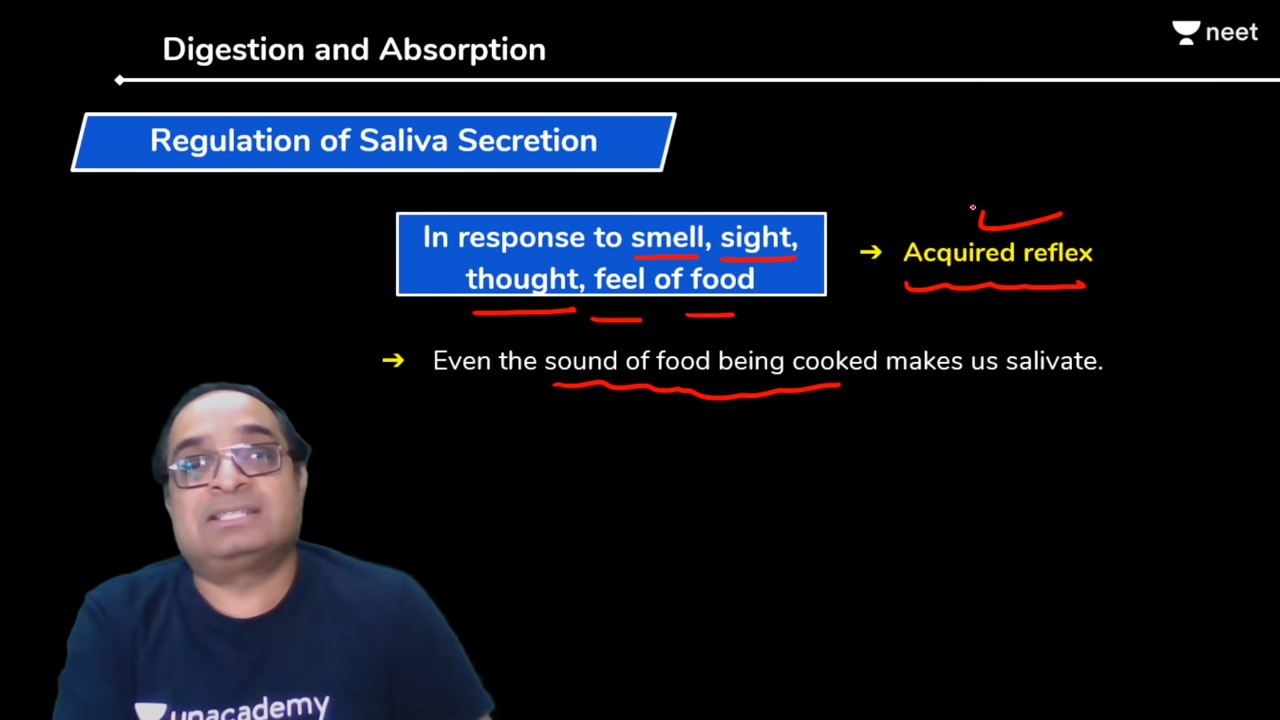 Digestion and Absorption
neet
Regulation of Saliva Secretion
In response to smell, sight,
thought, feel of food
➔ Acquired reflex
➔ Even the sound of food being cooked makes us salivate.
unacademy